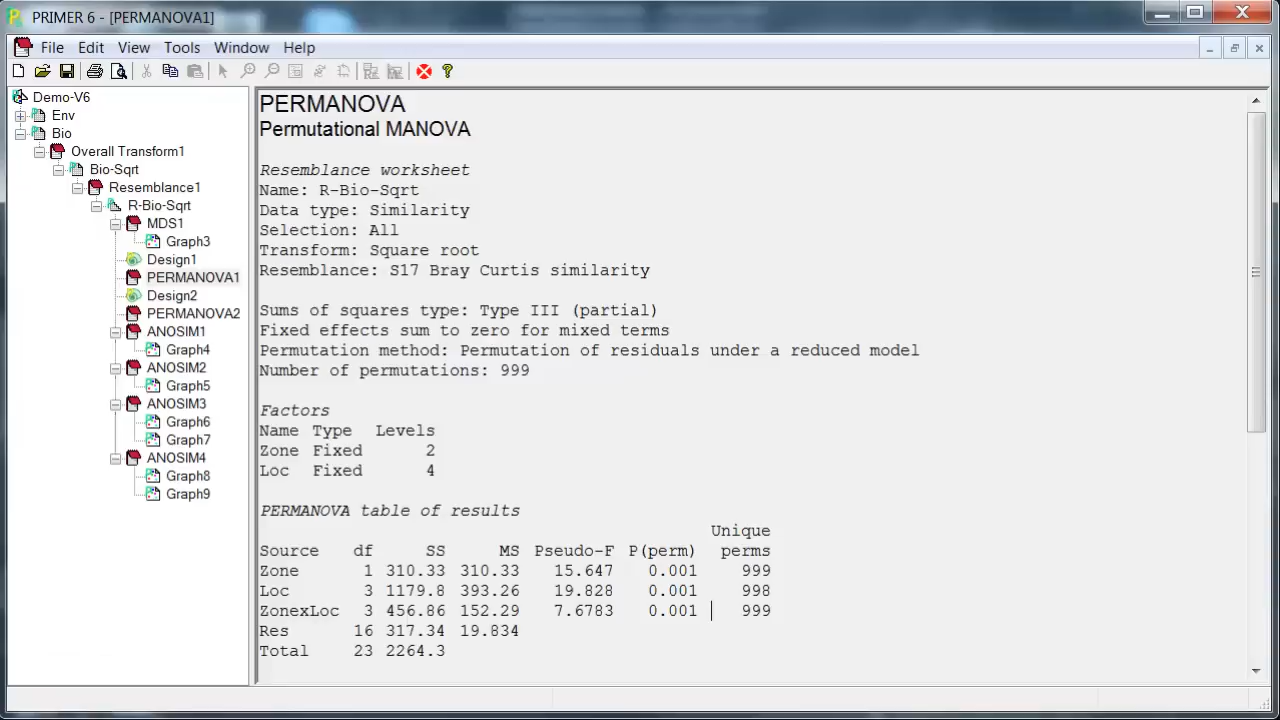 PRIMER 6 - [PERMANOVA1]
File Edit View Tools Window Help
Demo-V6
Env
Bio
Overall Transform1
Bio-Sqrt
Resemblance1
R-Bio-Sqrt
MDS1
Graph3
Design1
PERMANOVA1
Design2
PERMANOVA2
ANOSIM1
Graph4
ANOSIM2
Graph5
ANOSIM3
Graph6
Graph7
ANOSIM4
Graph8
Graph9
PERMANOVA
Permutational MANOVA
Resemblance worksheet
Name: R-Bio-Sqrt
Data type: Similarity
Selection: All
Transform: Square root
Resemblance: S17 Bray Curtis similarity
Sums of squares type: Type III (partial)
Fixed effects sum to zero for mixed terms
Permutation method: Permutation of residuals under a reduced model
Number of permutations: 999
Factors
Name Type Levels
Zone Fixed 2
Loc Fixed 4
PERMANOVA table of results
Unique
Source df SS MS Pseudo-F P(perm) perms
Zone 1 310.33 310.33 15.647 0.001 999
Loc 3 1179.8 393.26 19.828 0.001 998
ZonexLoc 3 456.86 152.29 7.6783 0.001 999
Res 16 317.34 19.834
Total 23 2264.3